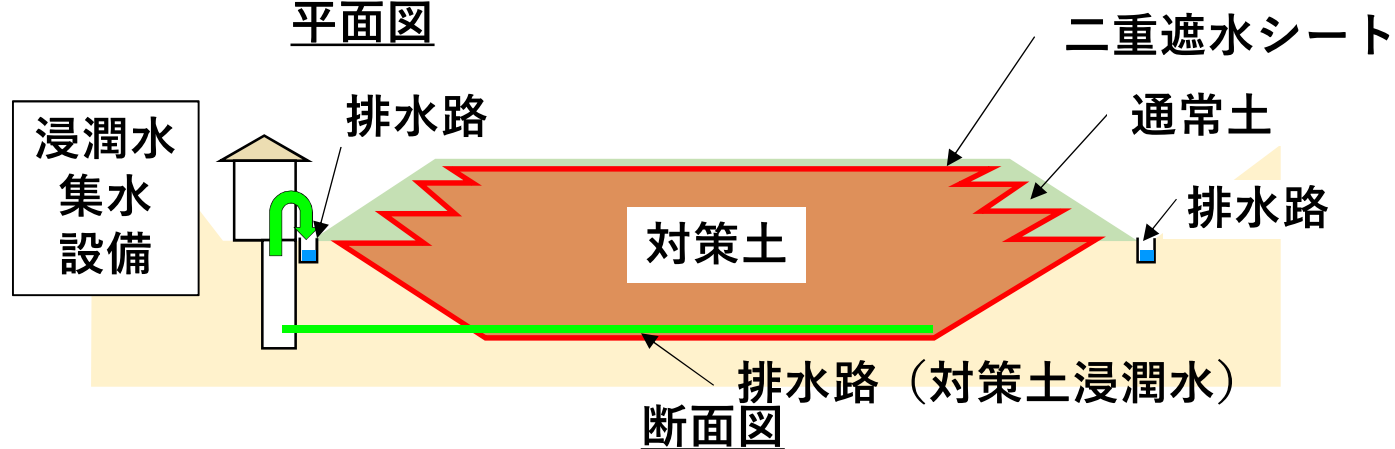 平面図
二重遮水シート
排水路
通常土
浸潤水
集水
設備
排水路
対策土
排水路（対策土浸潤水）
断面図